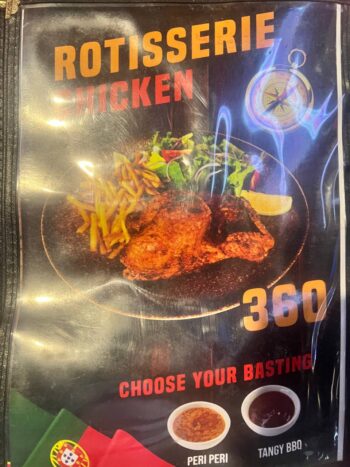 ROTISSERIE
CHICKEN
360
CHOOSE YOUR BASTING
PERI PERI
TANGY BBQ